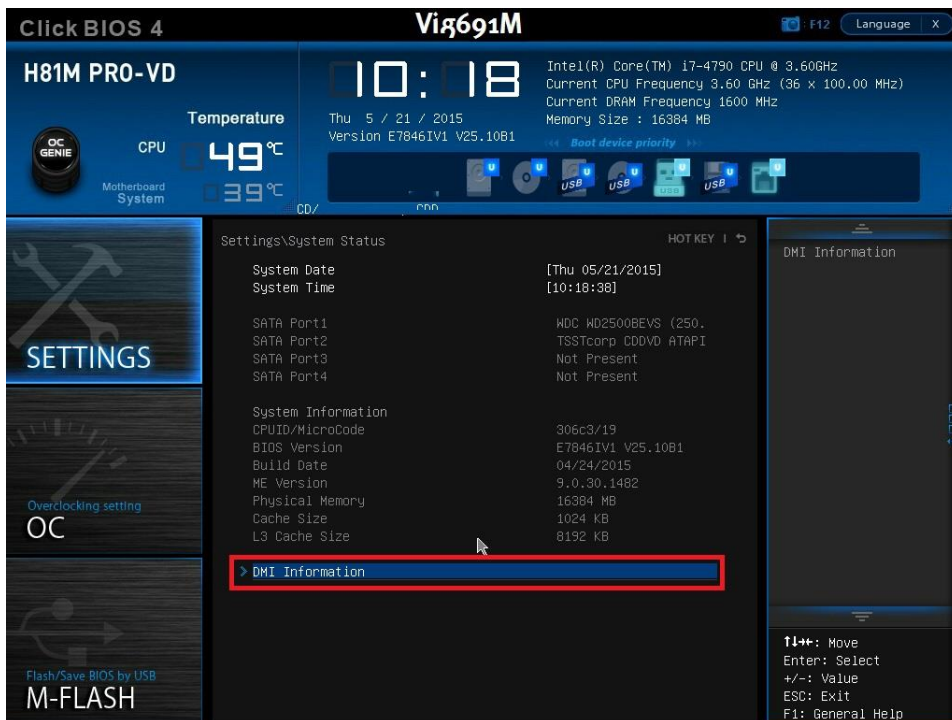 Click BIOS 4
Vig691M
F12
Language X
H81M PRO-VD
10:18
Thu 5 / 21 / 2015
Version E7846IV1 V25.10B1
Intel(R) Core(TM) i7-4790 CPU @ 3.60GHz
Current CPU Frequency 3.60 GHz (36 x 100.00 MHz)
Current DRAM Frequency 1600 MHz
Memory Size : 16384 MB
Boot device priority
Temperature
OC GENIE
CPU
49°C
Motherboard
System
39°C
U
U
USB U
USB U
USB U
USB U
U
CD/
Settings\System Status
HOT KEY
System Date [Thu 05/21/2015]
System Time [10:18:38]
SATA Port1 WDC WD2500BEVS (250.
SATA Port2 TSSTcorp CDDVD ATAPI
SATA Port3 Not Present
SATA Port4 Not Present
System Information
CPUID/MicroCode 306c3/19
BIOS Version E7846IV1 V25.10B1
Build Date 04/24/2015
ME Version 9.0.30.1482
Physical Memory 16384 MB
Cache Size 1024 KB
L3 Cache Size 8192 KB
> DMI Information
SETTINGS
Overclocking setting
OC
Flash/Save BIOS by USB
M-FLASH
DMI Information
↑↓→←: Move
Enter: Select
+/-: Value
ESC: Exit
F1: General Help